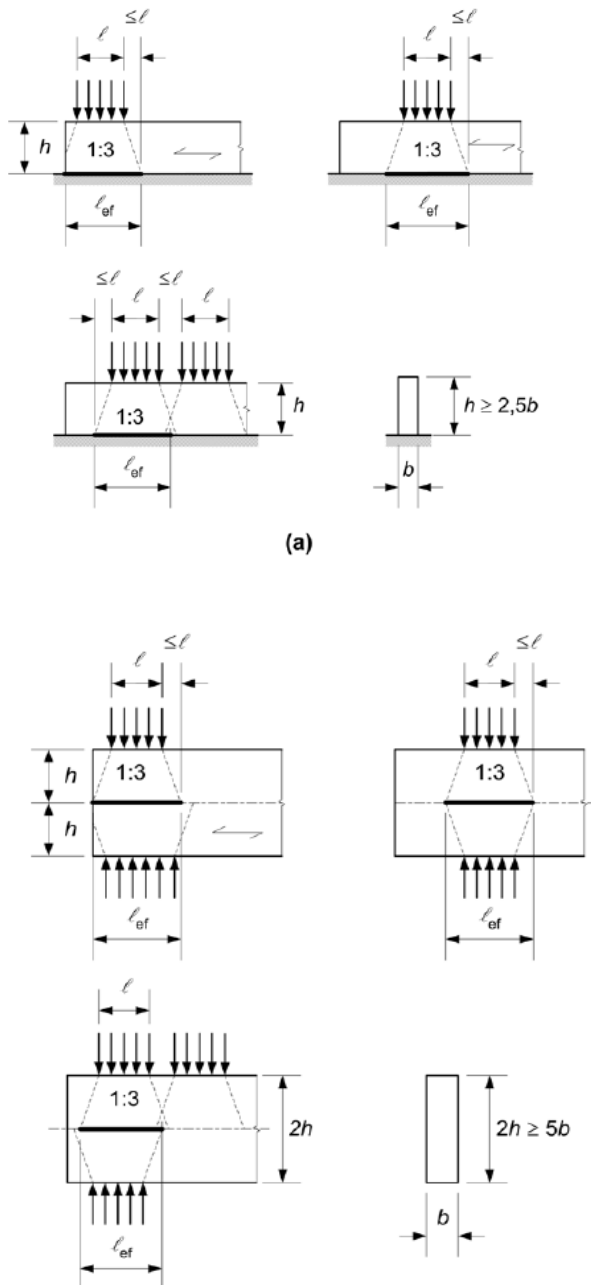 ≤ℓ ≤ℓ
ℓ ℓ
h 1:3 1:3
ℓef ℓef
≤ℓ ≤ℓ
ℓ ℓ
1:3 h h ≥ 2,5b
ℓef b
(a)
≤ℓ ≤ℓ
ℓ ℓ
h 1:3 1:3
h
ℓef ℓef
ℓ
1:3 2h 2h ≥ 5b
b
ℓef